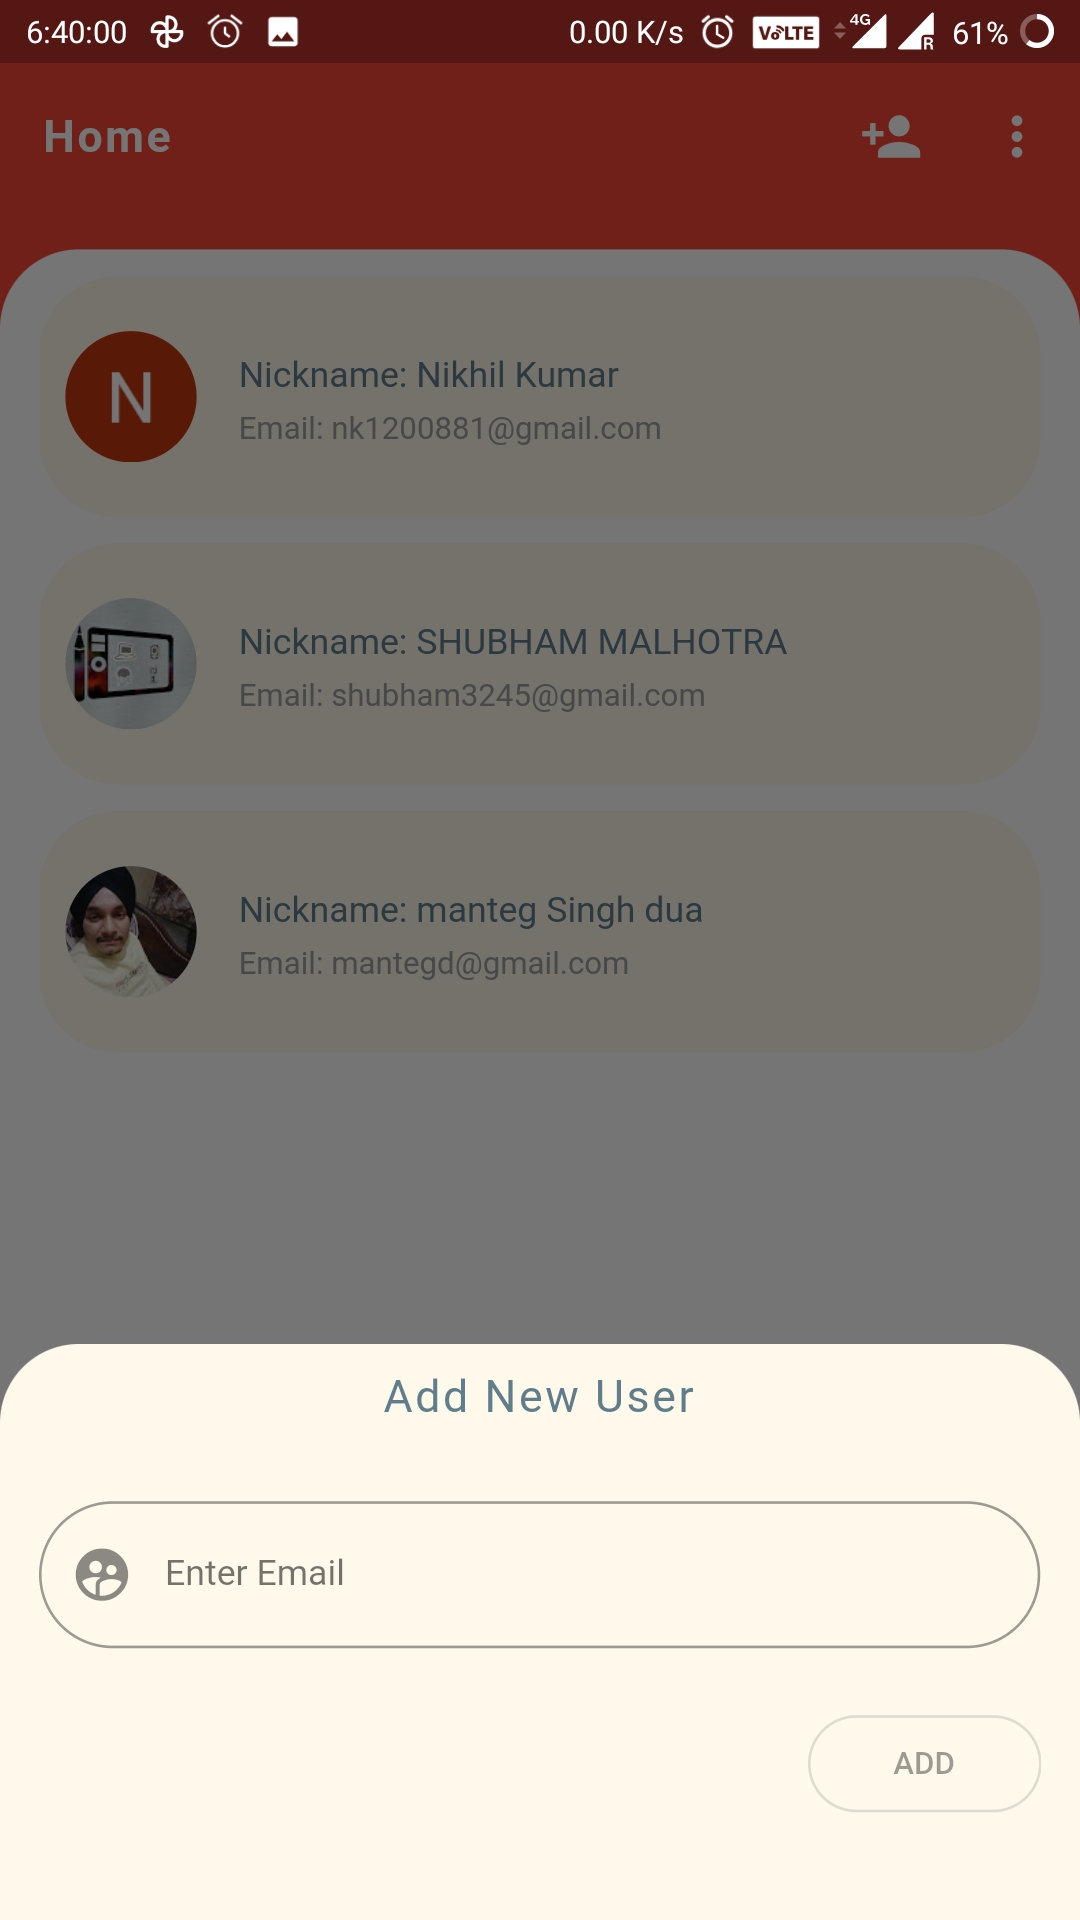 6:40:00 0.00 K/s VoLTE 4G R 61%
Home
N
Nickname: Nikhil Kumar
Email: nk1200881@gmail.com
Nickname: SHUBHAM MALHOTRA
Email: shubham3245@gmail.com
Nickname: manteg Singh dua
Email: mantegd@gmail.com
Add New User
Enter Email
ADD